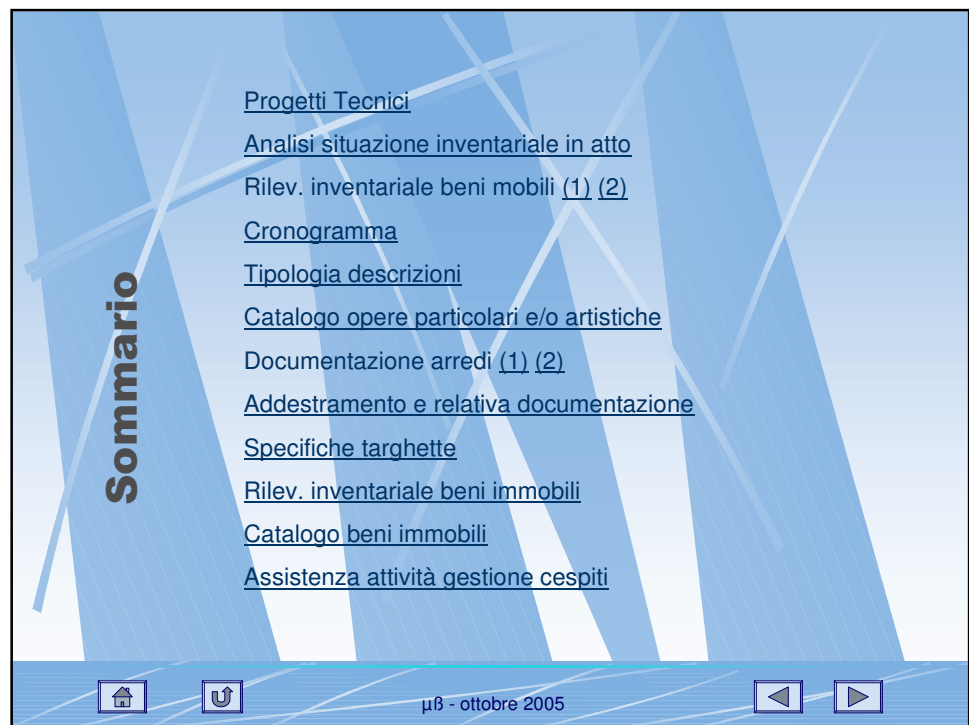 Sommario
Progetti Tecnici
Analisi situazione inventariale in atto
Rilev. inventariale beni mobili (1) (2)
Cronogramma
Tipologia descrizioni
Catalogo opere particolari e/o artistiche
Documentazione arredi (1) (2)
Addestramento e relativa documentazione
Specifiche targhette
Rilev. inventariale beni immobili
Catalogo beni immobili
Assistenza attività gestione cespiti
µß - ottobre 2005